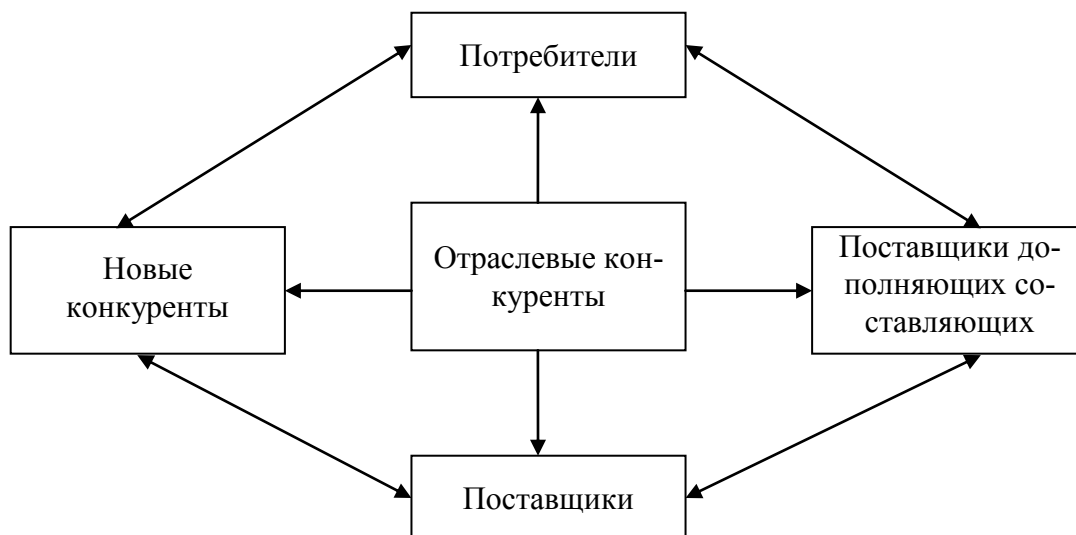 Потребители
Новые
конкуренты
Отраслевые кон-
куренты
Поставщики до-
полняющих со-
ставляющих
Поставщики